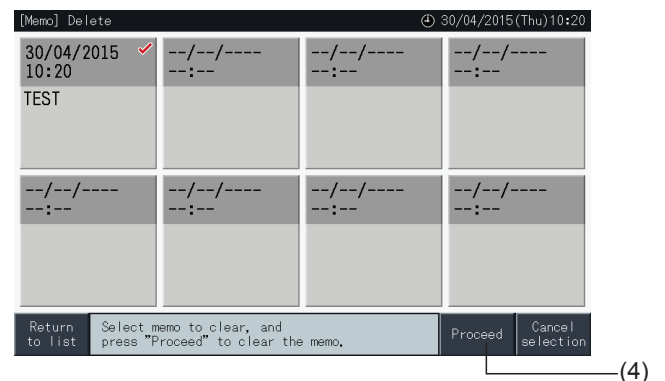 [Memo] Delete 30/04/2015(Thu)10:20
30/04/2015 --/--/---- --/--/---- --/--/----
10:20 --:-- --:-- --:--
TEST
--/--/---- --/--/---- --/--/---- --/--/----
--:-- --:-- --:-- --:--
Return Select memo to clear, and Proceed Cancel
to list press "Proceed" to clear the memo. selection
(4)